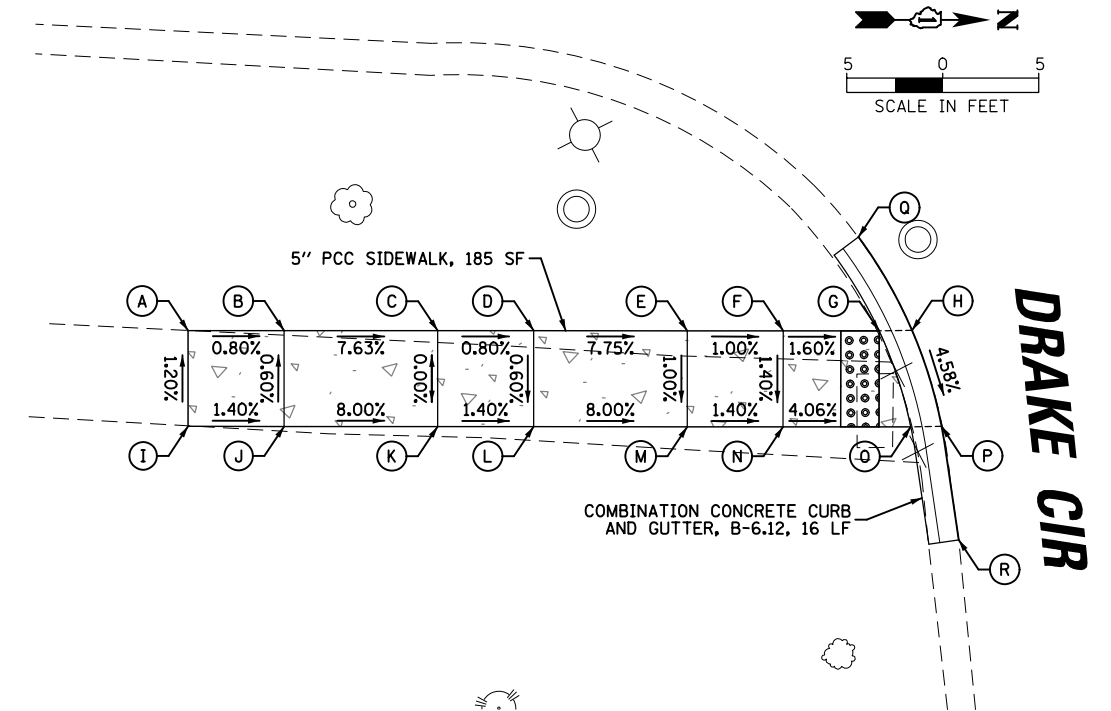 N
5 0 5
SCALE IN FEET
Q
5" PCC SIDEWALK, 185 SF
A B C D E F G H
0.80% 7.63% 0.80% 7.75% 1.00% 1.60%
1.20% 0.60% 0.00% 0.60% 1.00% 1.40% 4.58%
1.40% 8.00% 1.40% 8.00% 1.40% 4.06%
I J K L M N O P
COMBINATION CONCRETE CURB
AND GUTTER, B-6.12, 16 LF
R
DRAKE CIR